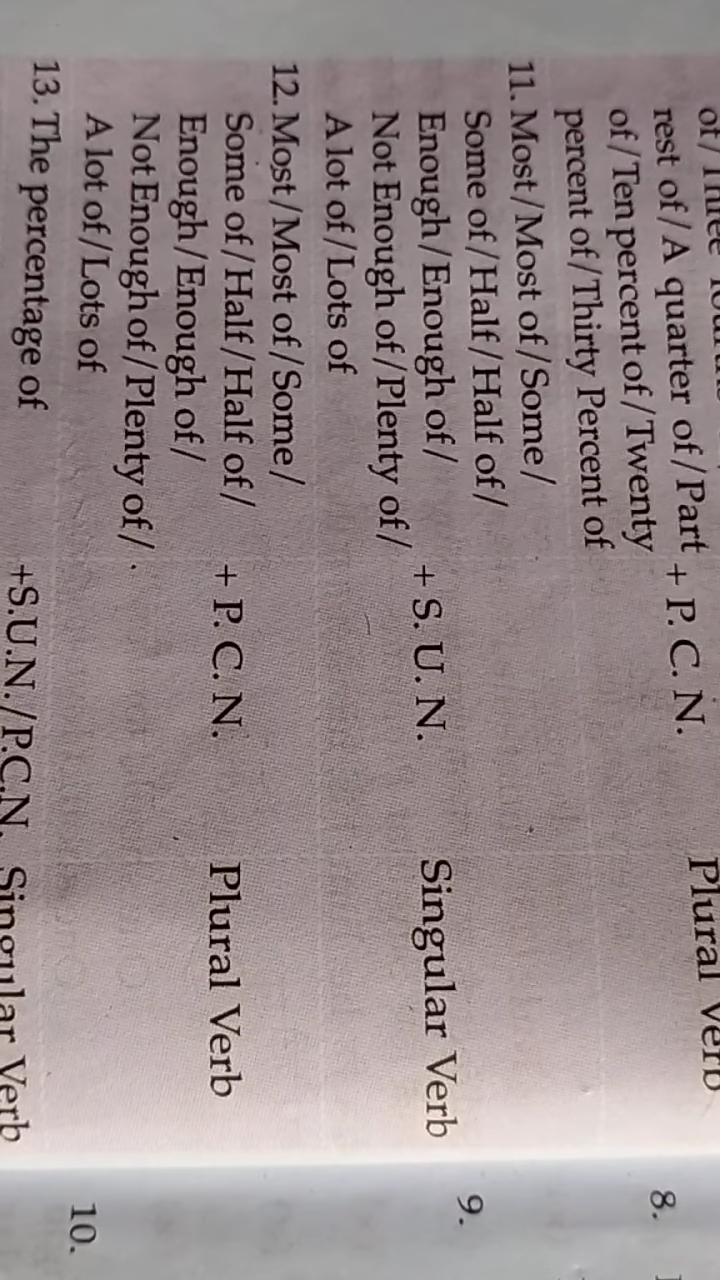 rest of/A quarter of/Part + P. C. N. Plural Verb
of/Ten percent of/Twenty
percent of/Thirty Percent of
11. Most/Most of/Some/
Some of/Half/Half of/
Enough/Enough of/ + S. U. N. Singular Verb
Not Enough of/Plenty of/
A lot of/Lots of
12. Most/Most of/Some/
Some of/Half/Half of/ + P. C. N. Plural Verb
Enough/Enough of/
Not Enough of/Plenty of/
A lot of/Lots of
13. The percentage of +S.U.N./P.C.N. Singular Verb
8.
9.
10.